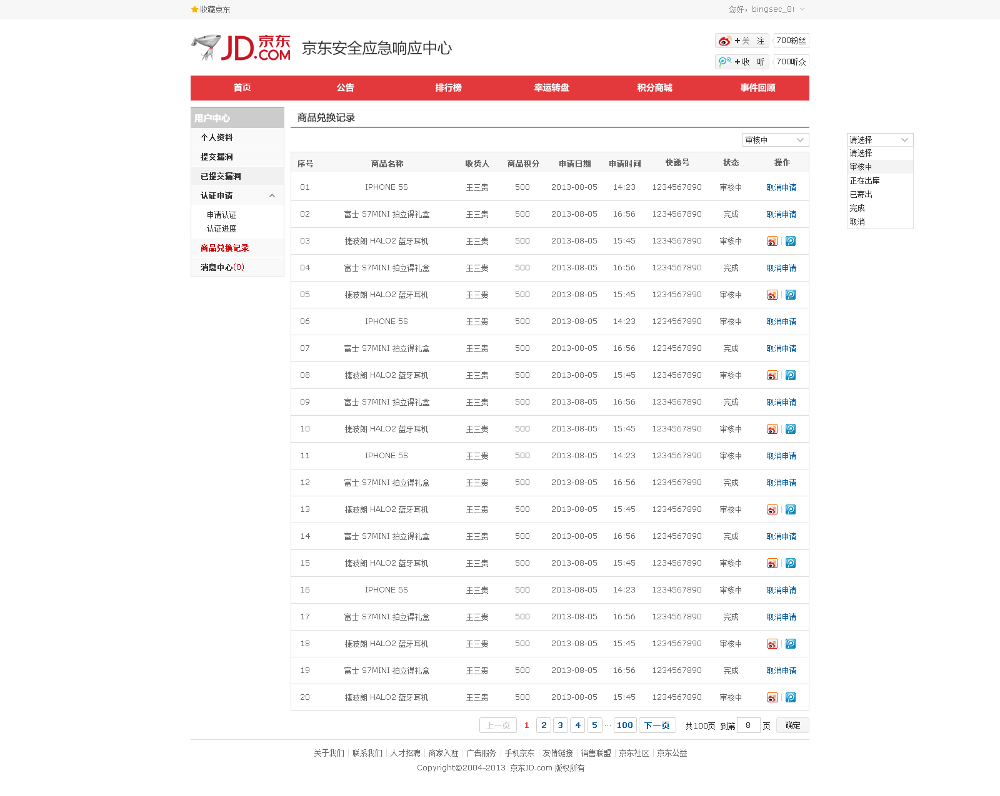 收藏京东
您好，bingsec_8!
JD.COM 京东
京东安全应急响应中心
+关 注 700粉丝
+收 听 700听众
首页 公告 排行榜 幸运转盘 积分商城 事件回顾
用户中心
个人资料
提交漏洞
已提交漏洞
认证申请
申请认证
认证进度
商品兑换记录
消息中心(0)
商品兑换记录
审核中
序号 商品名称 收货人 商品积分 申请日期 申请时间 快递号 状态 操作
01 IPHONE 5S 王三贵 500 2013-08-05 14:23 1234567890 审核中 取消申请
02 富士 S7MINI 拍立得礼盒 王三贵 500 2013-08-05 16:56 1234567890 完成 取消申请
03 捷波朗 HALO2 蓝牙耳机 王三贵 500 2013-08-05 15:45 1234567890 审核中
04 富士 S7MINI 拍立得礼盒 王三贵 500 2013-08-05 16:56 1234567890 完成 取消申请
05 捷波朗 HALO2 蓝牙耳机 王三贵 500 2013-08-05 15:45 1234567890 审核中
06 IPHONE 5S 王三贵 500 2013-08-05 14:23 1234567890 审核中 取消申请
07 富士 S7MINI 拍立得礼盒 王三贵 500 2013-08-05 16:56 1234567890 完成 取消申请
08 捷波朗 HALO2 蓝牙耳机 王三贵 500 2013-08-05 15:45 1234567890 审核中
09 富士 S7MINI 拍立得礼盒 王三贵 500 2013-08-05 16:56 1234567890 完成 取消申请
10 捷波朗 HALO2 蓝牙耳机 王三贵 500 2013-08-05 15:45 1234567890 审核中
11 IPHONE 5S 王三贵 500 2013-08-05 14:23 1234567890 审核中 取消申请
12 富士 S7MINI 拍立得礼盒 王三贵 500 2013-08-05 16:56 1234567890 完成 取消申请
13 捷波朗 HALO2 蓝牙耳机 王三贵 500 2013-08-05 15:45 1234567890 审核中
14 富士 S7MINI 拍立得礼盒 王三贵 500 2013-08-05 16:56 1234567890 完成 取消申请
15 捷波朗 HALO2 蓝牙耳机 王三贵 500 2013-08-05 15:45 1234567890 审核中
16 IPHONE 5S 王三贵 500 2013-08-05 14:23 1234567890 审核中 取消申请
17 富士 S7MINI 拍立得礼盒 王三贵 500 2013-08-05 16:56 1234567890 完成 取消申请
18 捷波朗 HALO2 蓝牙耳机 王三贵 500 2013-08-05 15:45 1234567890 审核中
19 富士 S7MINI 拍立得礼盒 王三贵 500 2013-08-05 16:56 1234567890 完成 取消申请
20 捷波朗 HALO2 蓝牙耳机 王三贵 500 2013-08-05 15:45 1234567890 审核中
上一页 1 2 3 4 5 ... 100 下一页 共100页 到第 8 页 确定
请选择
请选择
审核中
正在出库
已寄出
完成
取消
关于我们 | 联系我们 | 人才招聘 | 商家入驻 | 广告服务 | 手机京东 | 友情链接 | 销售联盟 | 京东社区 | 京东公益
Copyright©2004-2013 京东JD.com 版权所有